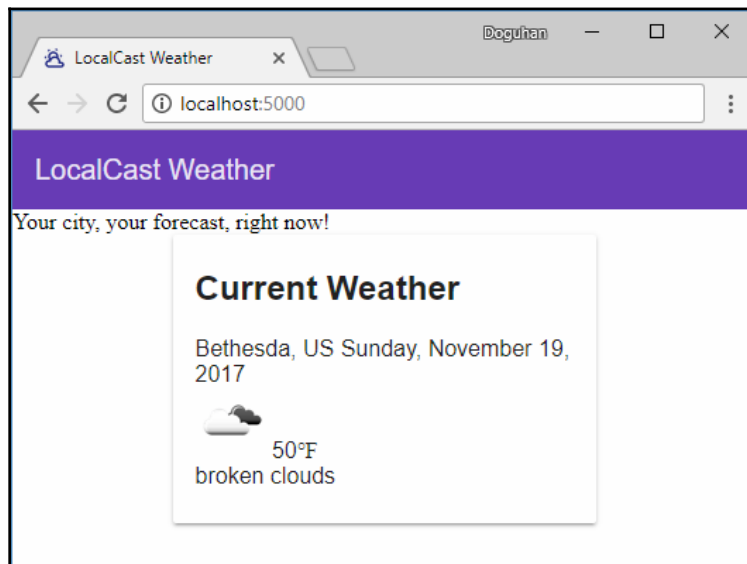 Doguhan
LocalCast Weather
localhost:5000
LocalCast Weather
Your city, your forecast, right now!
Current Weather
Bethesda, US Sunday, November 19,
2017
50°F
broken clouds